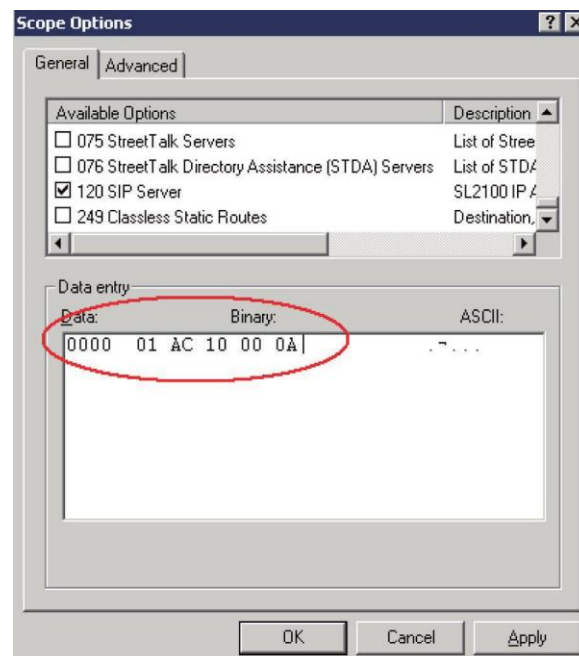 Scope Options
General Advanced
Available Options Description
075 StreetTalk Servers List of Stree
076 StreetTalk Directory Assistance (STDA) Servers List of STDA
120 SIP Server SL2100 IP A
249 Classless Static Routes Destination,
Data entry
Data: Binary: ASCII:
0000 01 AC 10 00 0A .¬...
OK Cancel Apply